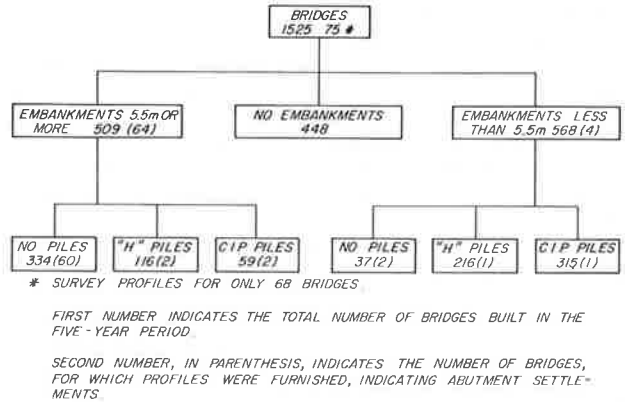 BRIDGES
1525 75 *
EMBANKMENTS 5.5m OR
MORE 509 (64)
NO EMBANKMENTS
448
EMBANKMENTS LESS
THAN 5.5m 568 (4)
NO PILES
334(60)
"H" PILES
116(2)
CIP PILES
59(2)
NO PILES
37(2)
"H" PILES
216(1)
CIP PILES
315(1)
* SURVEY PROFILES FOR ONLY 68 BRIDGES
FIRST NUMBER INDICATES THE TOTAL NUMBER OF BRIDGES BUILT IN THE
FIVE-YEAR PERIOD
SECOND NUMBER, IN PARENTHESIS, INDICATES THE NUMBER OF BRIDGES,
FOR WHICH PROFILES WERE FURNISHED, INDICATING ABUTMENT SETTLE-
MENTS